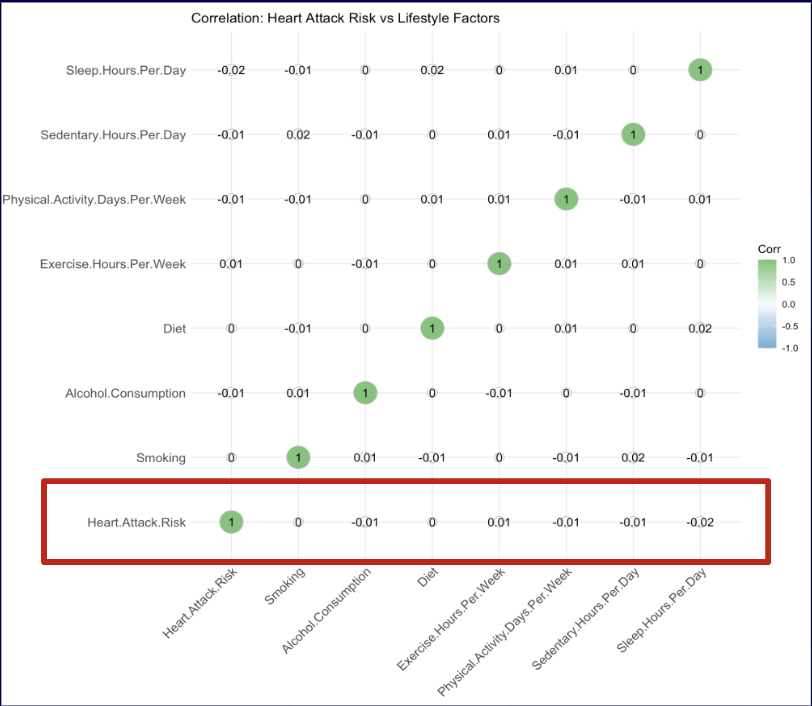 Correlation: Heart Attack Risk vs Lifestyle Factors
Sleep.Hours.Per.Day -0.02 -0.01 0 0.02 0 0.01 0 1
Sedentary.Hours.Per.Day -0.01 0.02 -0.01 0 0.01 -0.01 1 0
Physical.Activity.Days.Per.Week -0.01 -0.01 0 0.01 0.01 1 -0.01 0.01
Exercise.Hours.Per.Week 0.01 0 -0.01 0 1 0.01 0.01 0
Diet 0 -0.01 0 1 0 0.01 0 0.02
Alcohol.Consumption -0.01 0.01 1 0 -0.01 0 -0.01 0
Smoking 0 1 0.01 -0.01 0 -0.01 0.02 -0.01
Heart.Attack.Risk 1 0 -0.01 0 0.01 -0.01 -0.01 -0.02
Heart.Attack.Risk
Smoking
Alcohol.Consumption
Diet
Exercise.Hours.Per.Week
Physical.Activity.Days.Per.Week
Sedentary.Hours.Per.Day
Sleep.Hours.Per.Day
Corr
1.0
0.5
0.0
-0.5
-1.0